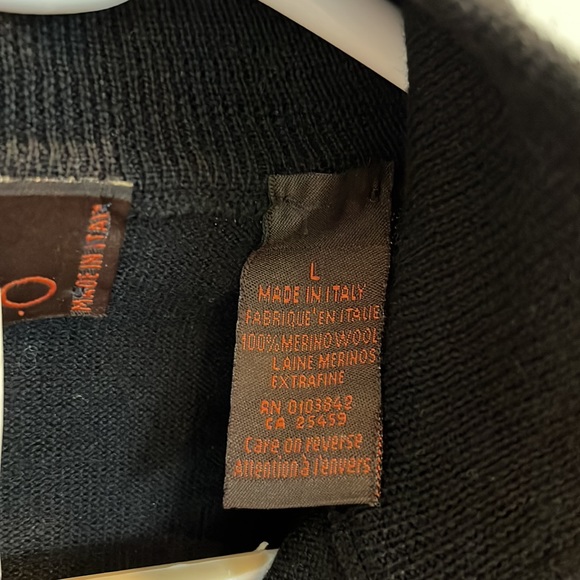 MADE IN ITALY
L
MADE IN ITALY
FABRIQUE' EN ITALIE
100% MERINO WOOL
LAINE MERINOS
EXTRAFINE
RN 0103842
CA 25459
Care on reverse
Attention à l'envers